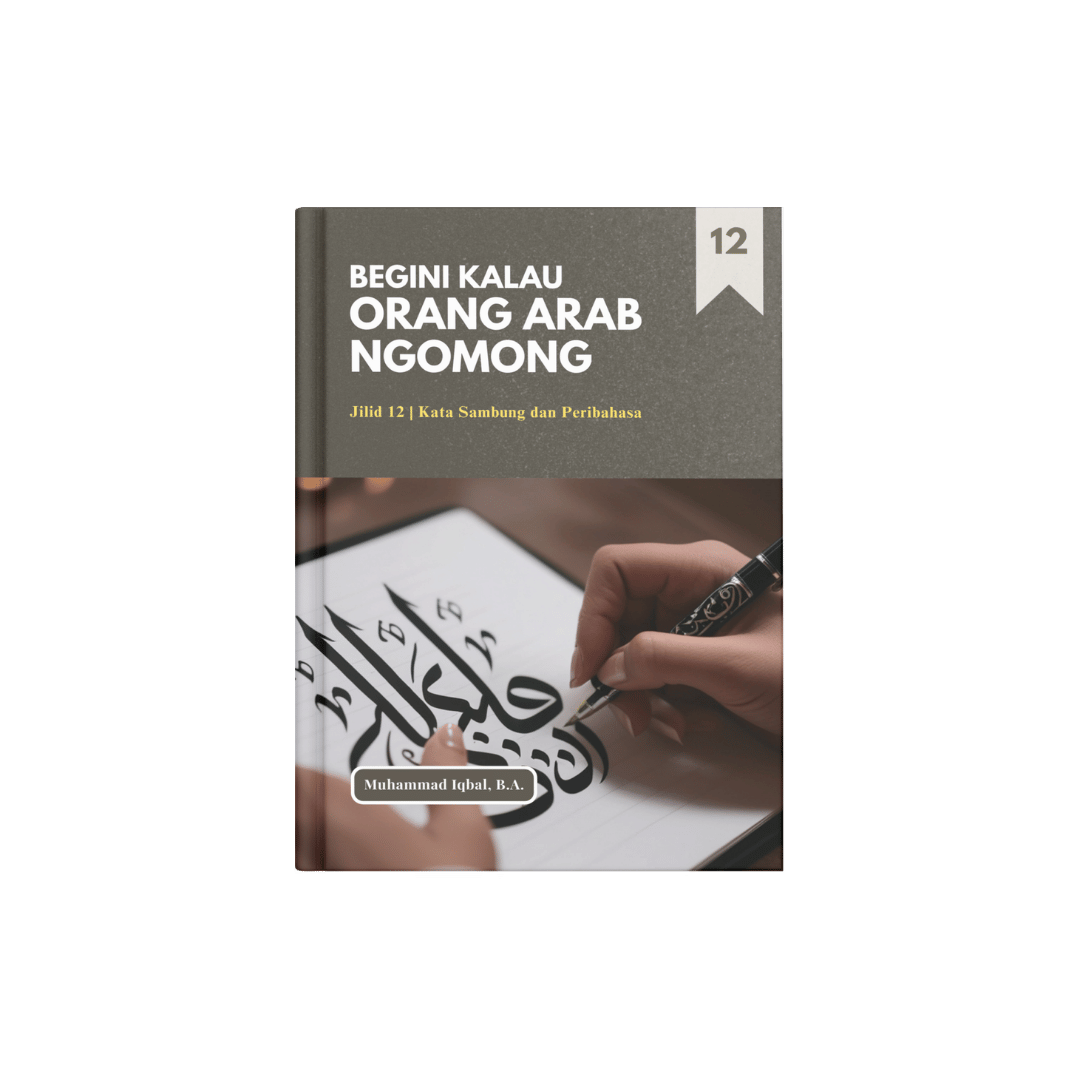 12
BEGINI KALAU
ORANG ARAB
NGOMONG
Jilid 12 | Kata Sambung dan Peribahasa
Muhammad Iqbal, B.A.